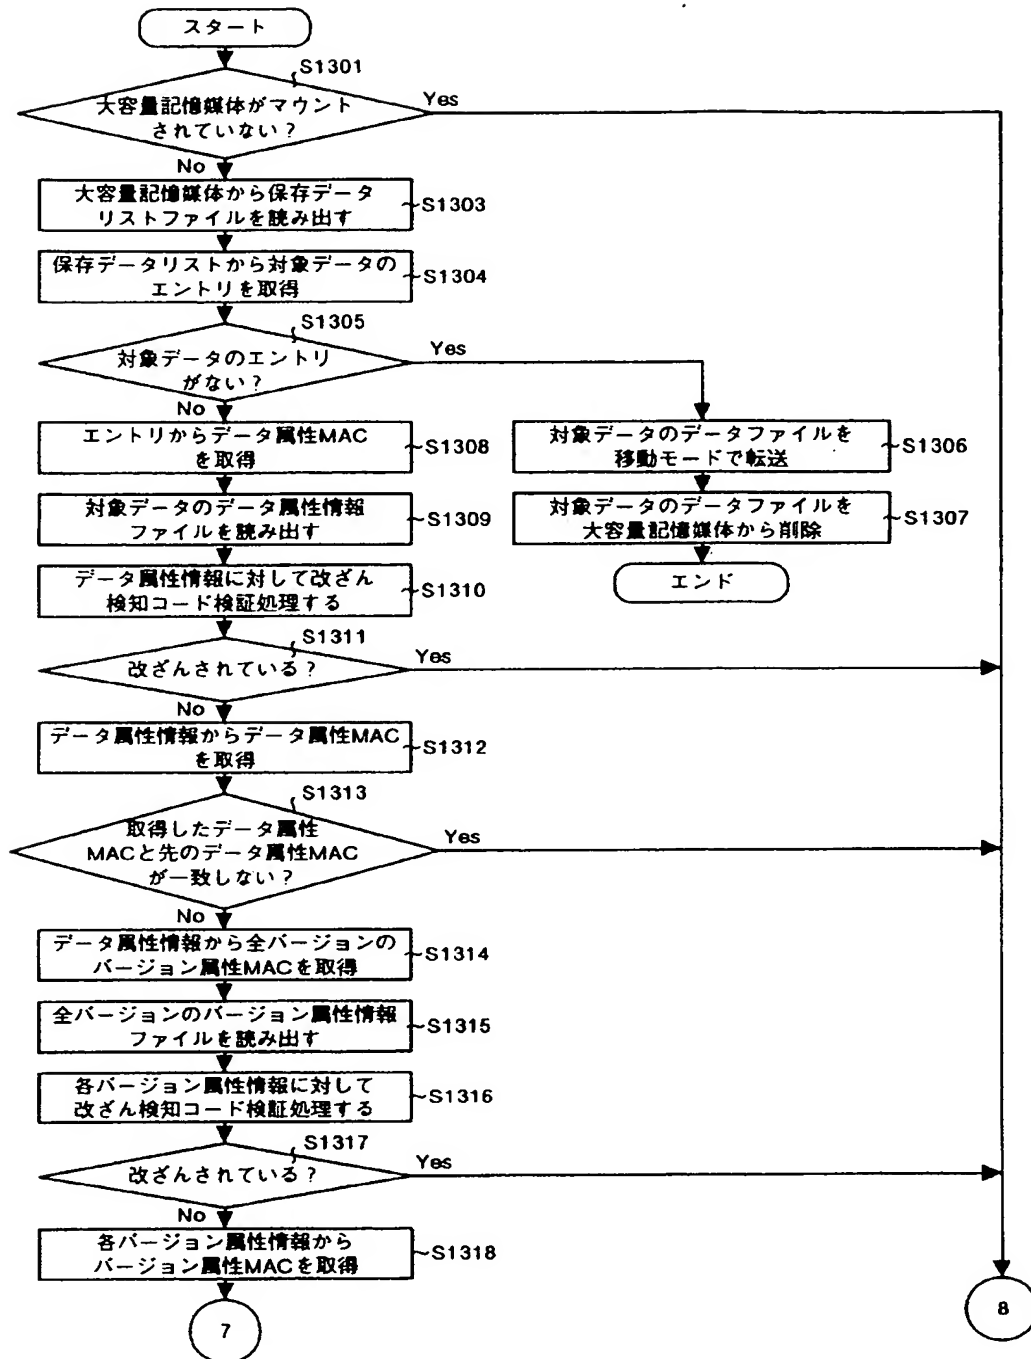 スタート
S1301
大容量記憶媒体がマウント
されていない?
Yes
No
大容量記憶媒体から保存データ
リストファイルを読み出す
S1303
保存データリストから対象データの
エントリを取得
S1304
S1305
対象データのエントリ
がない?
Yes
No
エントリからデータ属性MAC
を取得
S1308
対象データのデータファイルを
移動モードで転送
S1306
対象データのデータ属性情報
ファイルを読み出す
S1309
対象データのデータファイルを
大容量記憶媒体から削除
S1307
エンド
データ属性情報に対して改ざん
検知コード検証処理する
S1310
S1311
改ざんされている?
Yes
No
データ属性情報からデータ属性MAC
を取得
S1312
S1313
取得したデータ属性
MACと先のデータ属性MAC
が一致しない?
Yes
No
データ属性情報から全バージョンの
バージョン属性MACを取得
S1314
全バージョンのバージョン属性情報
ファイルを読み出す
S1315
各バージョン属性情報に対して
改ざん検知コード検証処理する
S1316
S1317
改ざんされている?
Yes
No
各バージョン属性情報から
バージョン属性MACを取得
S1318
7
8